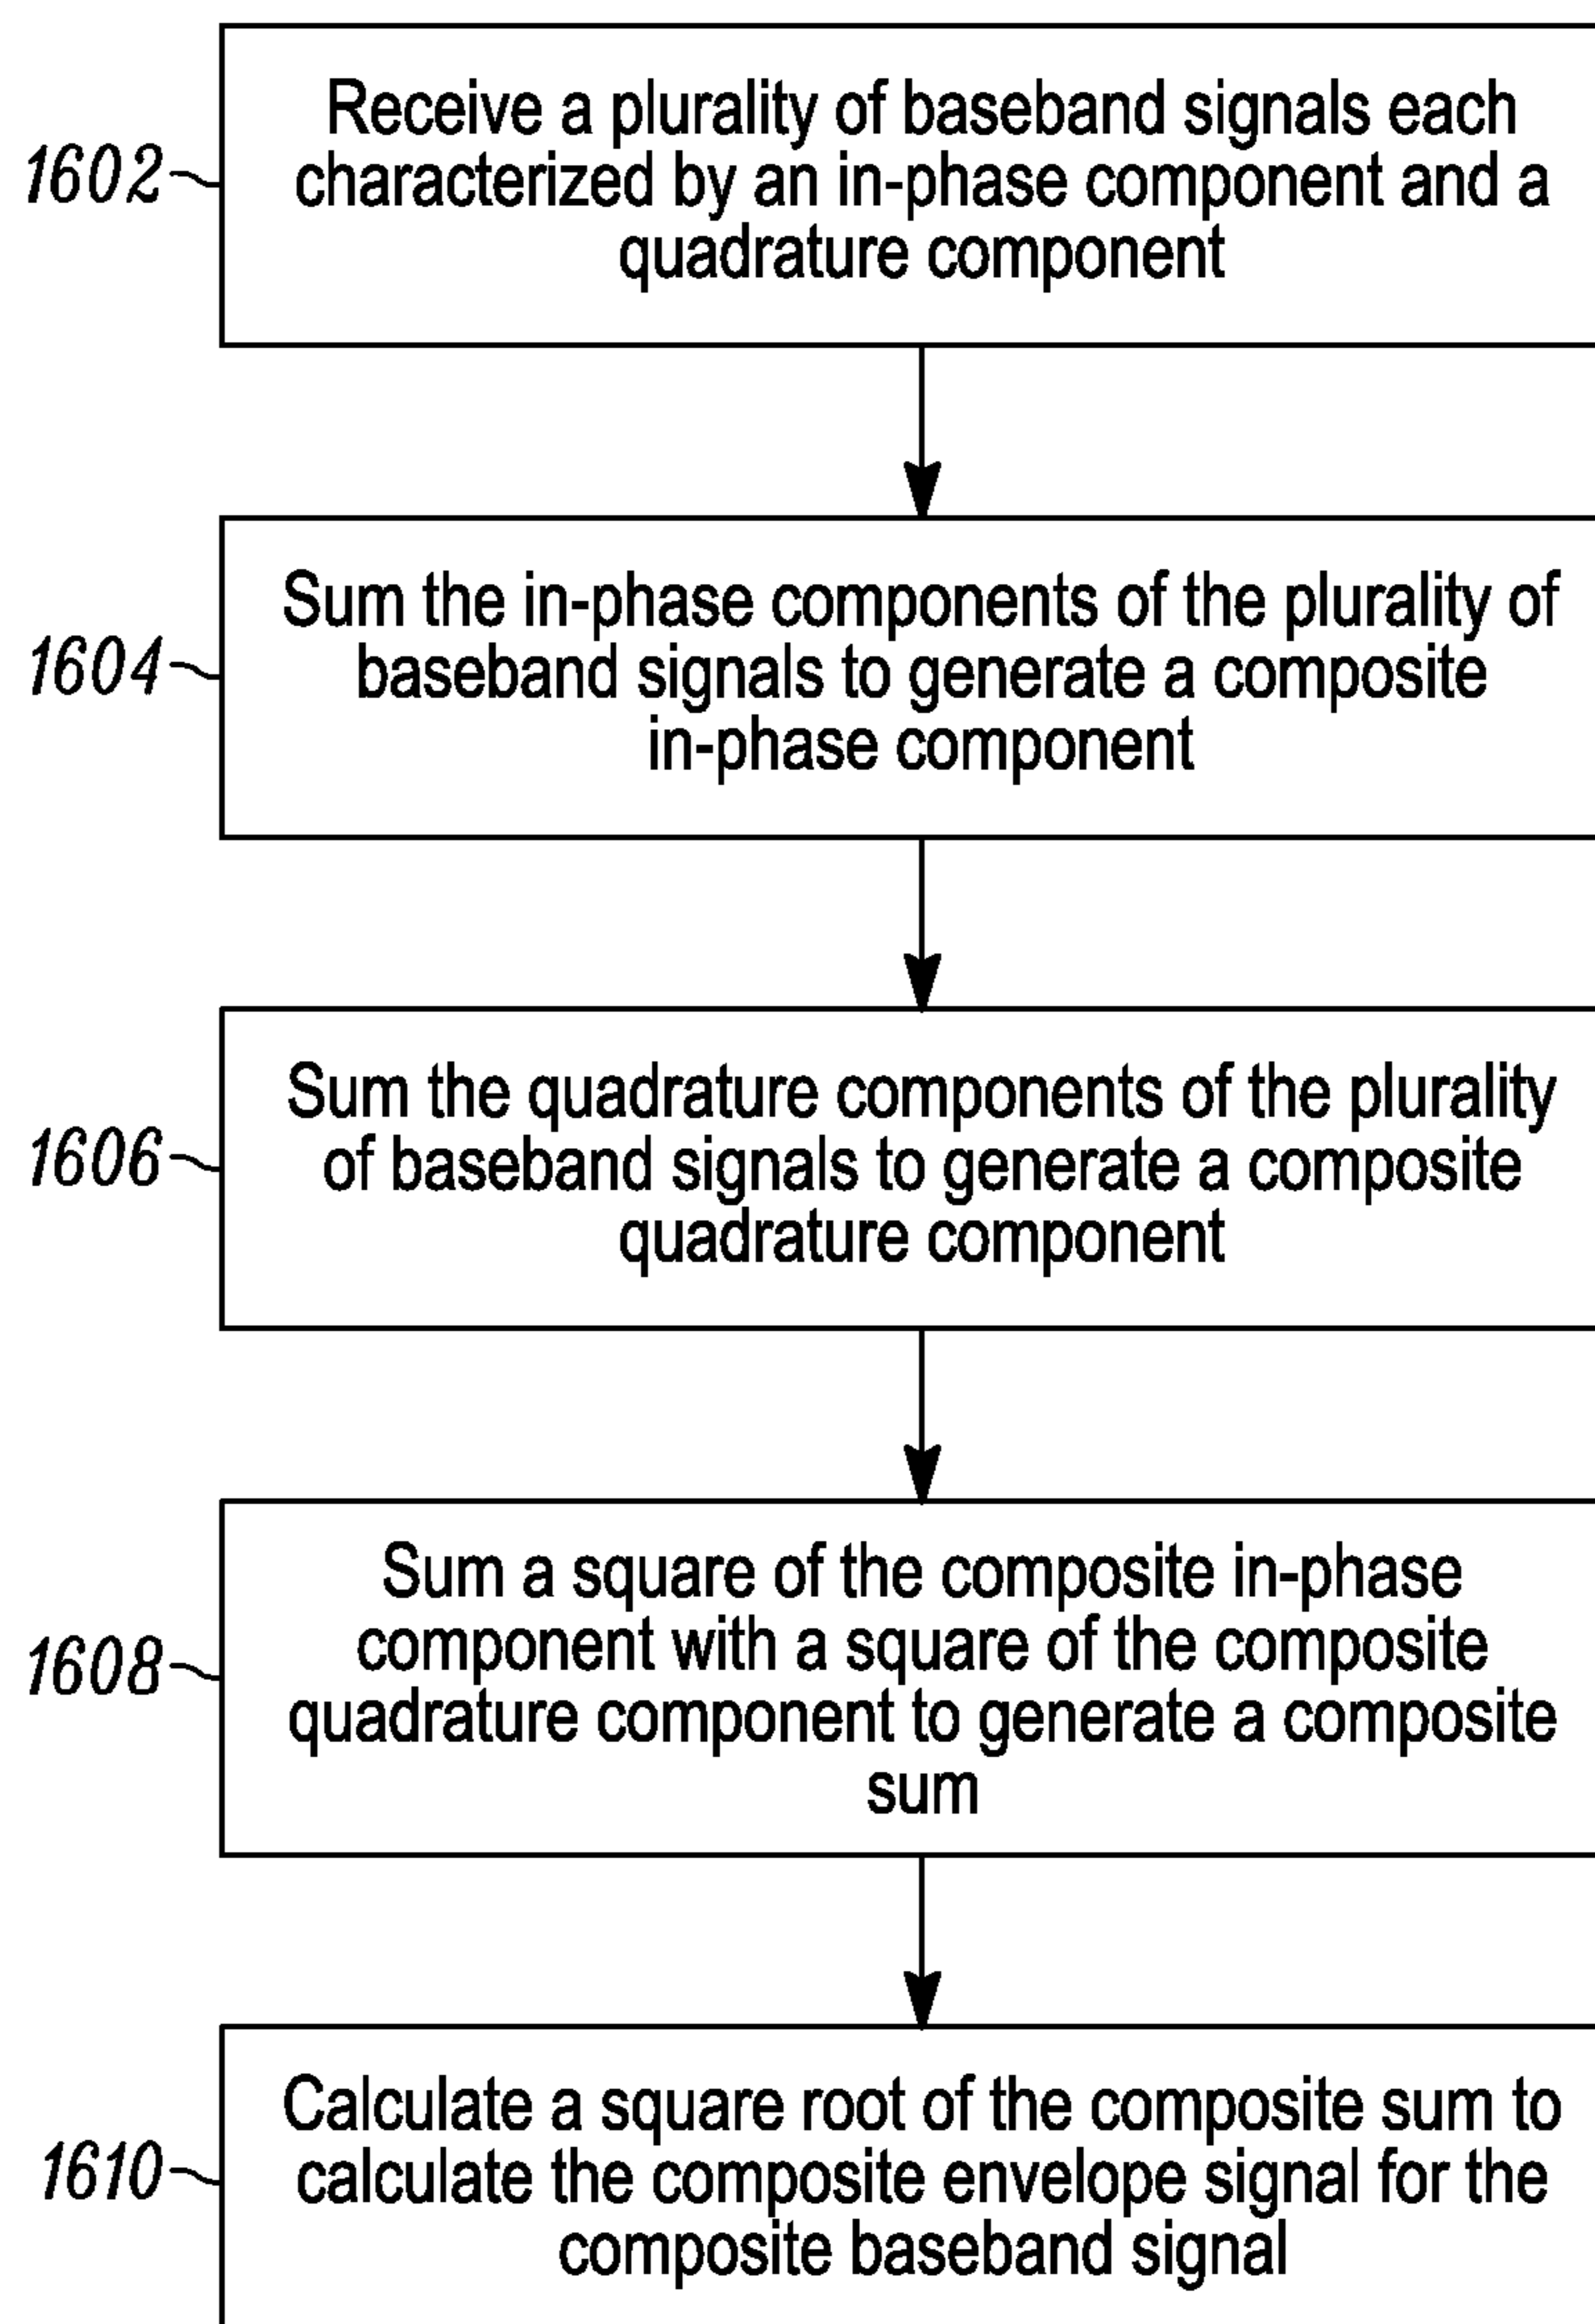 Receive a plurality of baseband signals each
1602
characterized by an in-phase component and a
quadrature component
Sum the in-phase components of the plurality of
1604
baseband signals to generate a composite
in-phase component
Sum the quadrature components of the plurality
1606
of baseband signals to generate a composite
quadrature component
Sum a square of the composite in-phase
component with a square of the composite
1608
quadrature component to generate a composite
sum
Calculate a square root of the composite sum to
1610
calculate the composite envelope signal for the
composite baseband signal